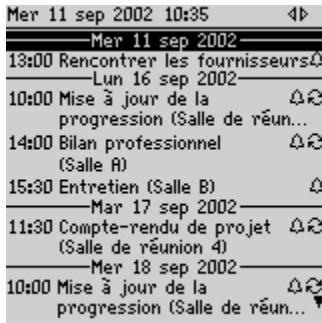 Mer 11 sep 2002 10:35
Mer 11 sep 2002
13:00 Rencontrer les fournisseurs
Lun 16 sep 2002
10:00 Mise à jour de la
progression (Salle de réun...
14:00 Bilan professionnel
(Salle A)
15:30 Entretien (Salle B)
Mar 17 sep 2002
11:30 Compte-rendu de projet
(Salle de réunion 4)
Mer 18 sep 2002
10:00 Mise à jour de la
progression (Salle de réun...